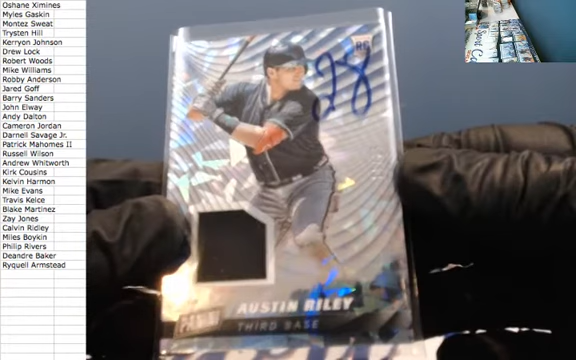 Oshane Ximines
Myles Gaskin
Montez Sweat
Trysten Hill
Kerryon Johnson
Drew Lock
Robert Woods
Mike Williams
Robby Anderson
Jared Goff
Barry Sanders
John Elway
Andy Dalton
Cameron Jordan
Darnell Savage Jr.
Patrick Mahomes II
Russell Wilson
Andrew Whitworth
Kirk Cousins
Kelvin Harmon
Mike Evans
Travis Kelce
Blake Martinez
Zay Jones
Calvin Ridley
Miles Boykin
Philip Rivers
Deandre Baker
Ryquell Armstead
RC
PANINI
AUSTIN RILEY
THIRD BASE